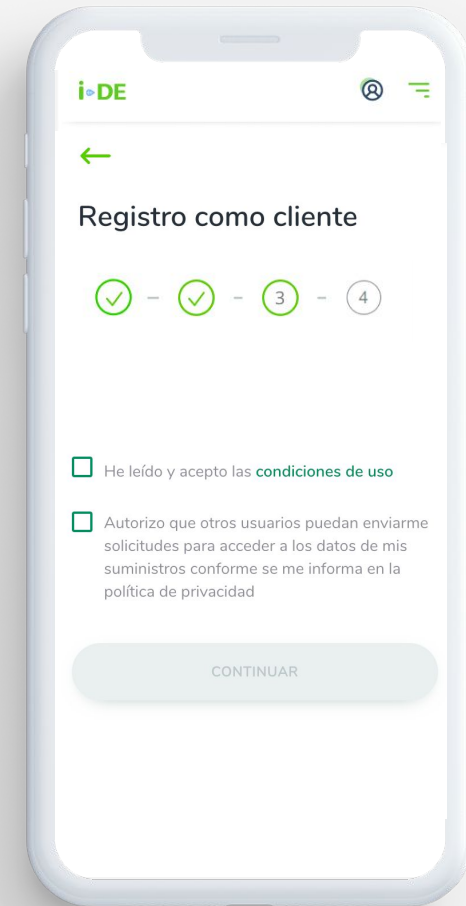 i-DE
Registro como cliente
3
4
He leído y acepto las condiciones de uso
Autorizo que otros usuarios puedan enviarme
solicitudes para acceder a los datos de mis
suministros conforme se me informa en la
política de privacidad
CONTINUAR